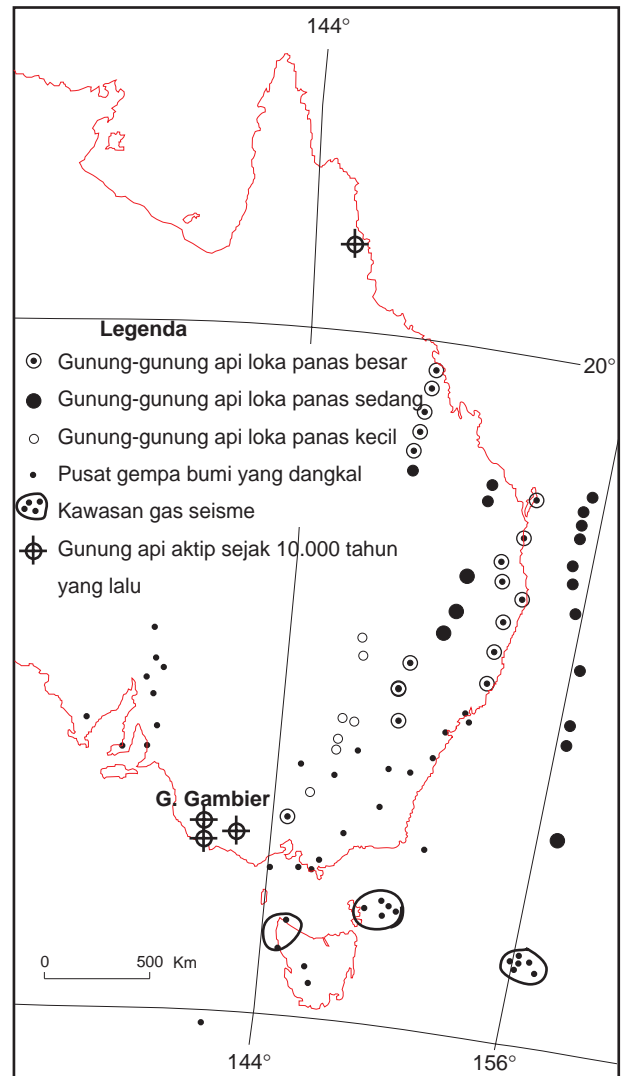 144°
Legenda
Gunung-gunung api loka panas besar
20°
Gunung-gunung api loka panas sedang
Gunung-gunung api loka panas kecil
Pusat gempa bumi yang dangkal
Kawasan gas seisme
Gunung api aktip sejak 10.000 tahun
yang lalu
G. Gambier
0 500 Km
144°
156°